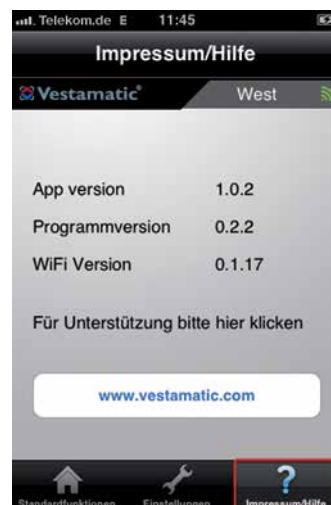 Telekom.de E 11:45
Impressum/Hilfe
Vestamatic® West
App version 1.0.2
Programmversion 0.2.2
WiFi Version 0.1.17
Für Unterstützung bitte hier klicken
www.vestamatic.com
Standardfunktionen Einstellungen Impressum/Hilfe